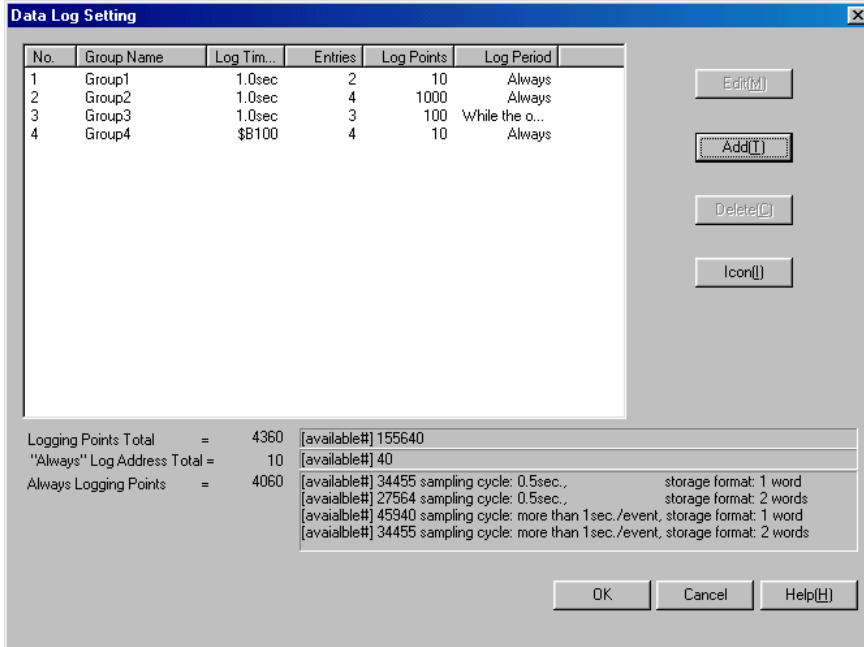 Data Log Setting
No. Group Name Log Tim... Entries Log Points Log Period
1 Group1 1.0sec 2 10 Always
2 Group2 1.0sec 4 1000 Always
3 Group3 1.0sec 3 100 While the o...
4 Group4 $B100 4 10 Always
Edit(M)
Add(T)
Delete(C)
Icon(I)
Logging Points Total = 4360 [available#] 155640
"Always" Log Address Total = 10 [available#] 40
Always Logging Points = 4060 [available#] 34455 sampling cycle: 0.5sec., storage format: 1 word
[avaialble#] 27564 sampling cycle: 0.5sec., storage format: 2 words
[avaialble#] 45940 sampling cycle: more than 1sec./event, storage format: 1 word
[avaialble#] 34455 sampling cycle: more than 1sec./event, storage format: 2 words
OK Cancel Help(H)